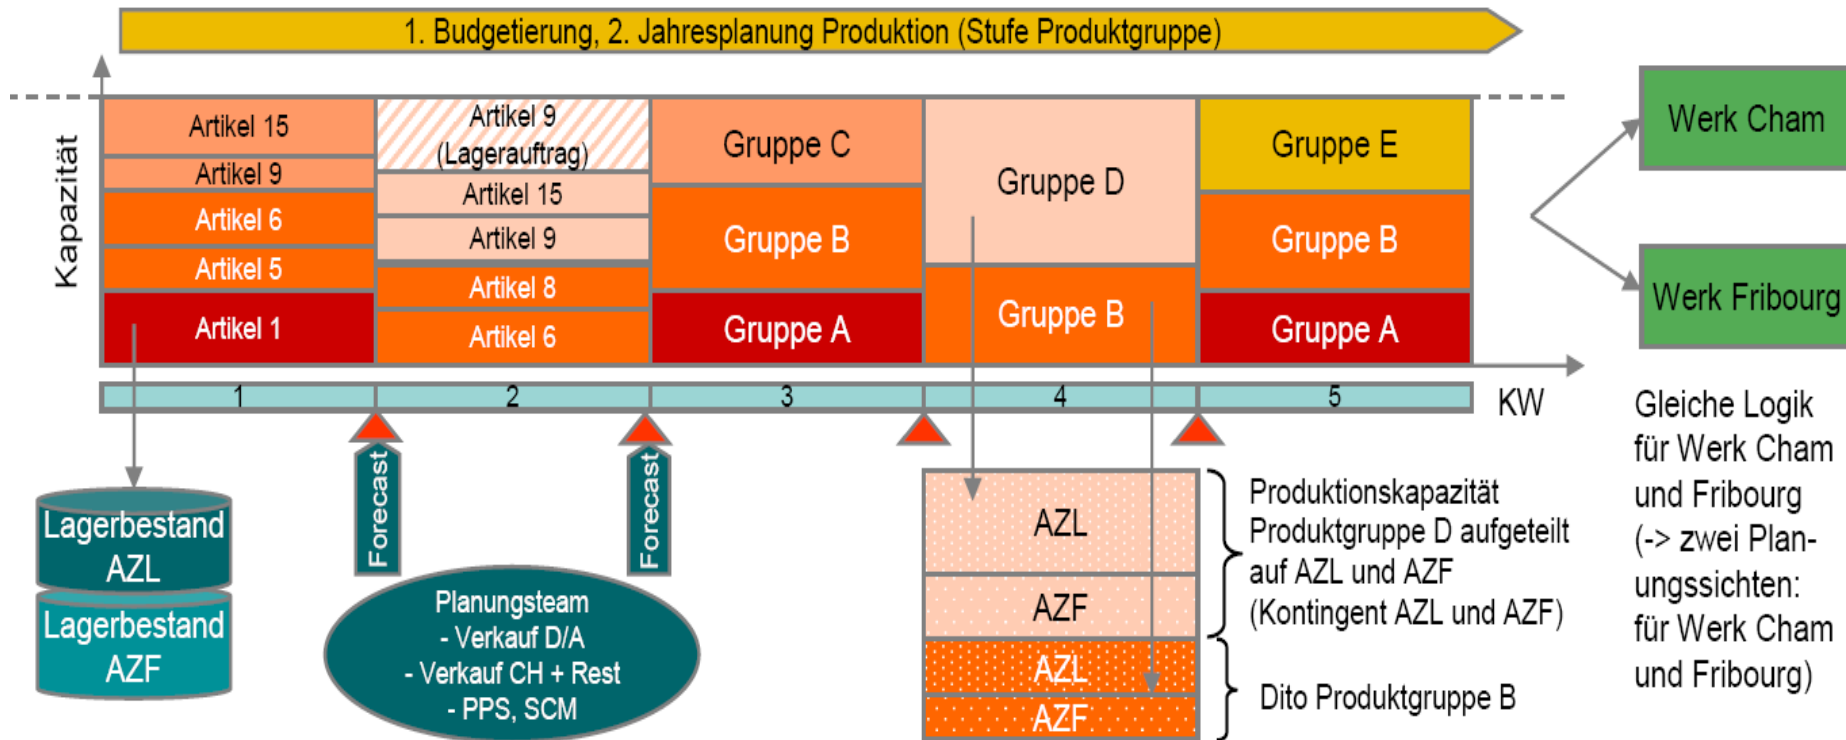 1. Budgetierung, 2. Jahresplanung Produktion (Stufe Produktgruppe)
Kapazität
Artikel 15
Artikel 9
Artikel 6
Artikel 5
Artikel 1
Artikel 9
(Lagerauftrag)
Artikel 15
Artikel 9
Artikel 8
Artikel 6
Gruppe C
Gruppe B
Gruppe A
Gruppe D
Gruppe B
Gruppe E
Gruppe B
Gruppe A
1
2
3
4
5
KW
Werk Cham
Werk Fribourg
Gleiche Logik
für Werk Cham
und Fribourg
(-> zwei Plan-
ungssichten:
für Werk Cham
und Fribourg)
Lagerbestand
AZL
Lagerbestand
AZF
Forecast
Forecast
Planungsteam
- Verkauf D/A
- Verkauf CH + Rest
- PPS, SCM
AZL
AZF
AZL
AZF
Produktionskapazität
Produktgruppe D aufgeteilt
auf AZL und AZF
(Kontingent AZL und AZF)
Dito Produktgruppe B